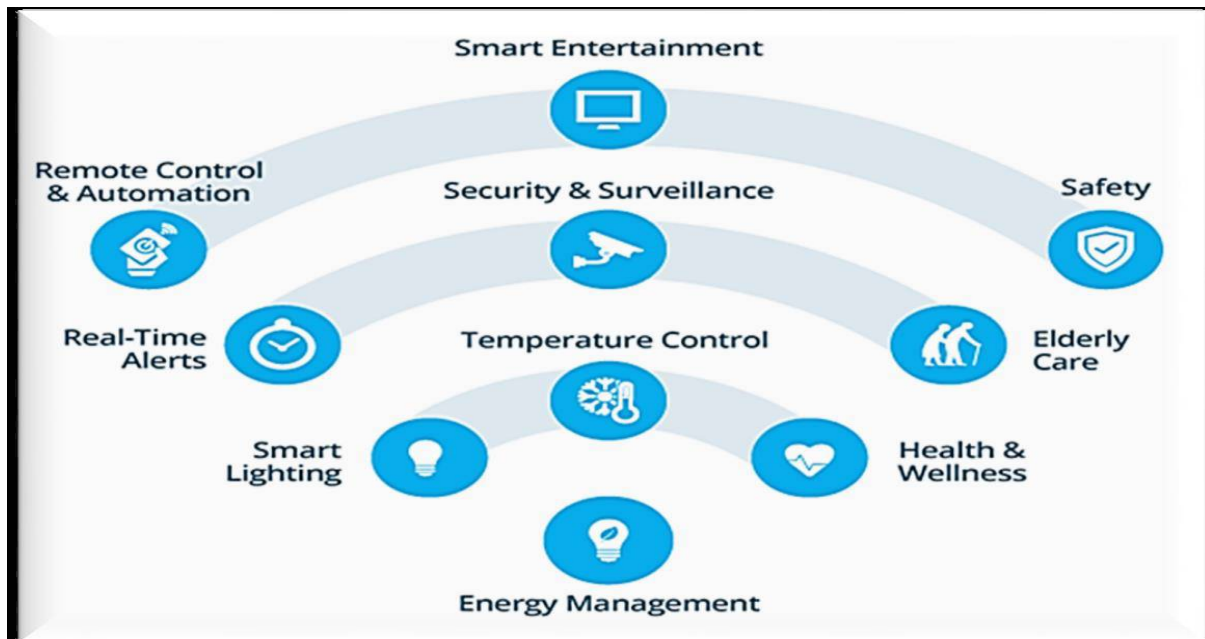 Smart Entertainment
Remote Control
& Automation
Security & Surveillance
Safety
Real-Time
Alerts
Temperature Control
Elderly
Care
Smart
Lighting
Health &
Wellness
Energy Management